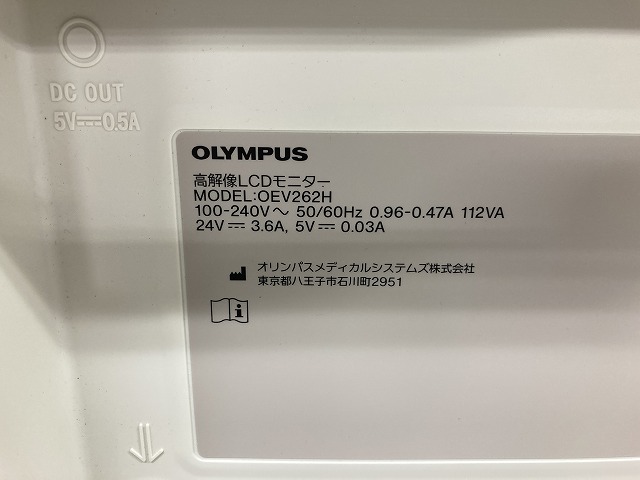 DC OUT
5V⎓0.5A
OLYMPUS
高解像LCDモニター
MODEL:OEV262H
100-240V～ 50/60Hz 0.96-0.47A 112VA
24V⎓ 3.6A, 5V⎓ 0.03A
オリンパスメディカルシステムズ株式会社
東京都八王子市石川町2951